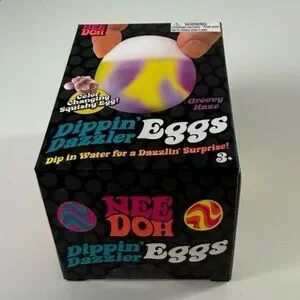 NEE
DOH
Color
Changing
Squishy Egg!
Groovy
Haze
Dippin'
Dazzler
Eggs
Dip in Water for a Dazzlin' Surprise!
3+
NEE
DOH
Dippin'
Dazzler
Eggs